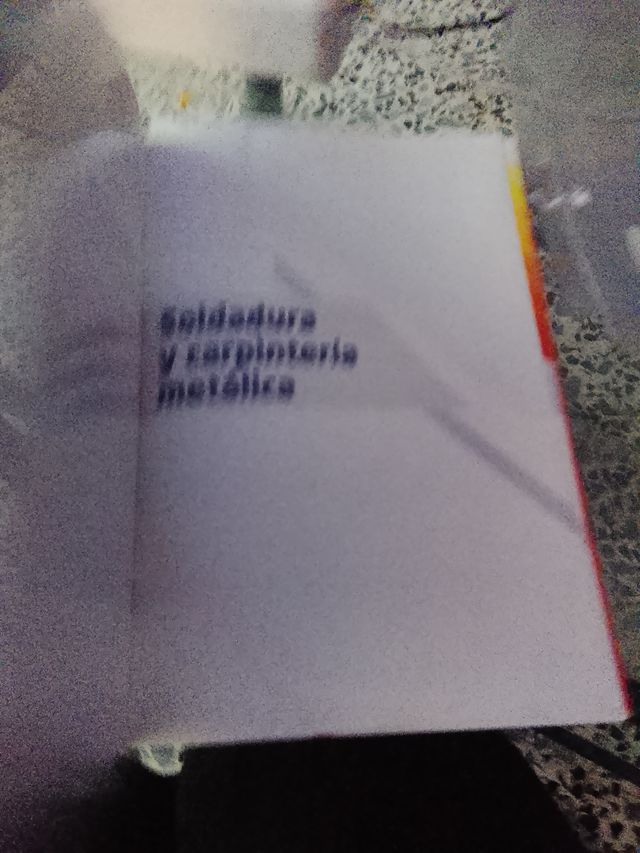 Soldadura
y carpintería
metálica